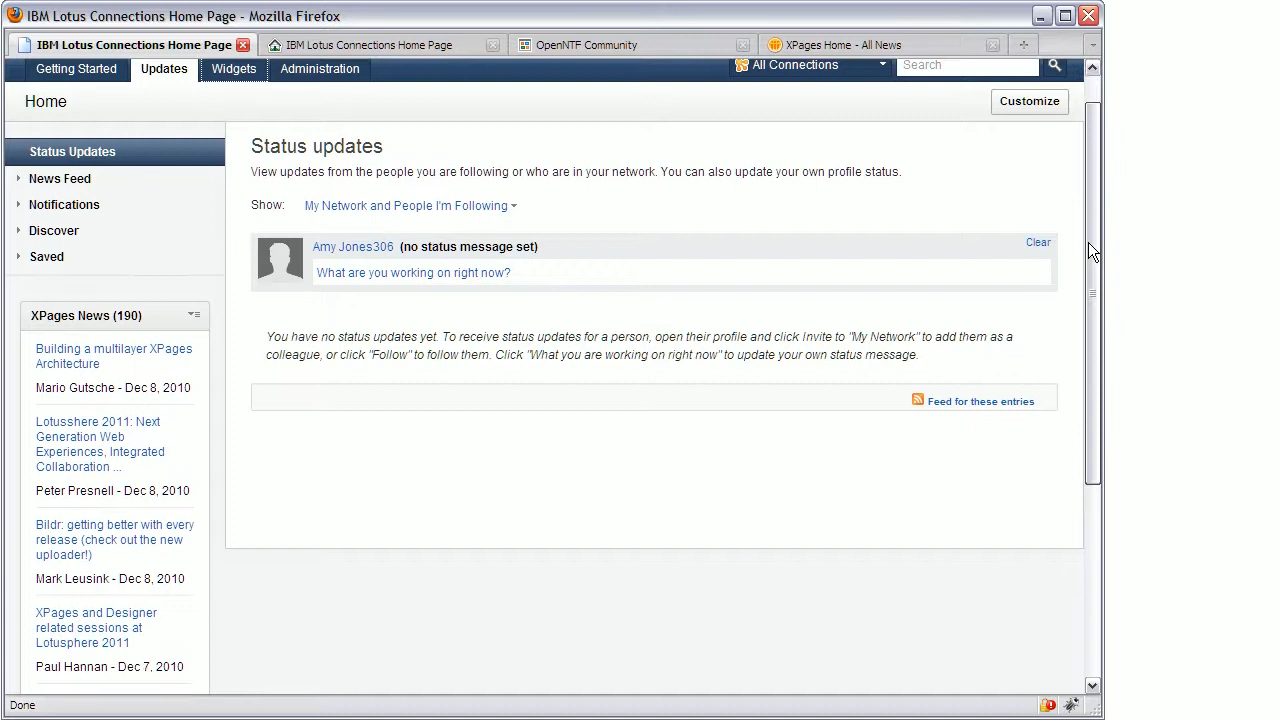 IBM Lotus Connections Home Page - Mozilla Firefox
IBM Lotus Connections Home Page
IBM Lotus Connections Home Page
OpenNTF Community
XPages Home - All News
Getting Started
Updates
Widgets
Administration
All Connections
Search
Home
Customize
Status Updates
News Feed
Notifications
Discover
Saved
XPages News (190)
Building a multilayer XPages
Architecture
Mario Gutsche - Dec 8, 2010
Lotusshere 2011: Next
Generation Web
Experiences, Integrated
Collaboration ...
Peter Presnell - Dec 8, 2010
Bildr: getting better with every
release (check out the new
uploader!)
Mark Leusink - Dec 8, 2010
XPages and Designer
related sessions at
Lotusphere 2011
Paul Hannan - Dec 7, 2010
Status updates
View updates from the people you are following or who are in your network. You can also update your own profile status.
Show: My Network and People I'm Following
Amy Jones306 (no status message set)
Clear
What are you working on right now?
You have no status updates yet. To receive status updates for a person, open their profile and click Invite to "My Network" to add them as a
colleague, or click "Follow" to follow them. Click "What you are working on right now" to update your own status message.
Feed for these entries
Done